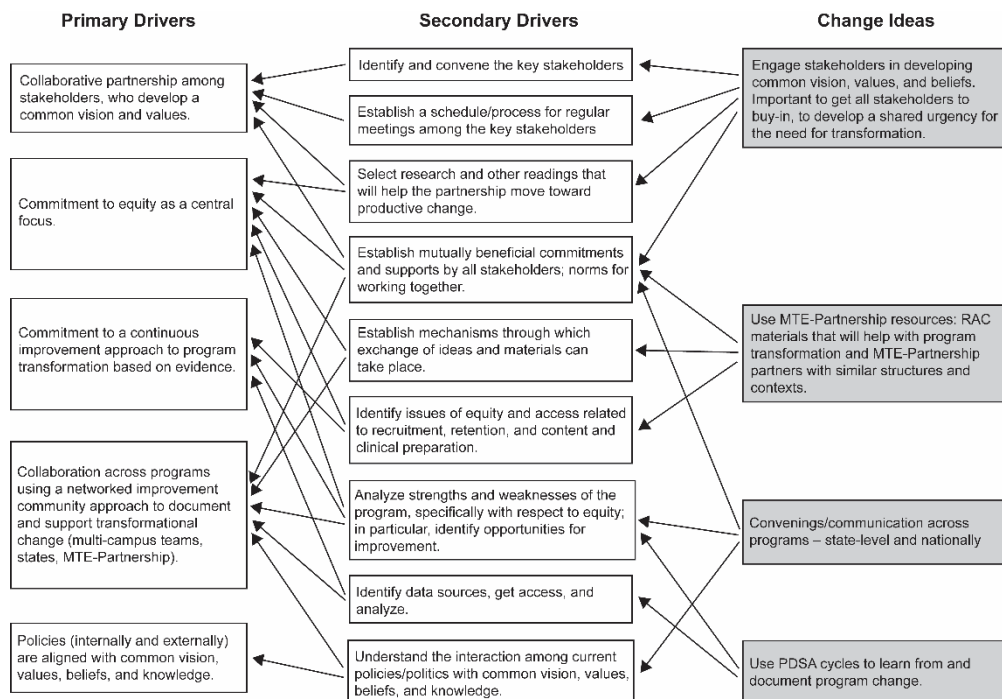 Primary Drivers
Secondary Drivers
Change Ideas
Collaborative partnership among
stakeholders, who develop a
common vision and values.
Commitment to equity as a central
focus.
Commitment to a continuous
improvement approach to program
transformation based on evidence.
Collaboration across programs
using a networked improvement
community approach to document
and support transformational
change (multi-campus teams,
states, MTE-Partnership).
Policies (internally and externally)
are aligned with common vision,
values, beliefs, and knowledge.
Identify and convene the key stakeholders
Establish a schedule/process for regular
meetings among the key stakeholders
Select research and other readings that
will help the partnership move toward
productive change.
Establish mutually beneficial commitments
and supports by all stakeholders; norms for
working together.
Establish mechanisms through which
exchange of ideas and materials can
take place.
Identify issues of equity and access related
to recruitment, retention, and content and
clinical preparation.
Analyze strengths and weaknesses of the
program, specifically with respect to equity;
in particular, identify opportunities for
improvement.
Identify data sources, get access, and
analyze.
Understand the interaction among current
policies/politics with common vision, values,
beliefs, and knowledge.
Engage stakeholders in developing
common vision, values, and beliefs.
Important to get all stakeholders to
buy-in, to develop a shared urgency for
the need for transformation.
Use MTE-Partnership resources: RAC
materials that will help with program
transformation and MTE-Partnership
partners with similar structures and
contexts.
Convenings/communication across
programs – state-level and nationally
Use PDSA cycles to learn from and
document program change.